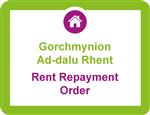 Gorchmynion
Ad-dalu Rhent
Rent Repayment
Order